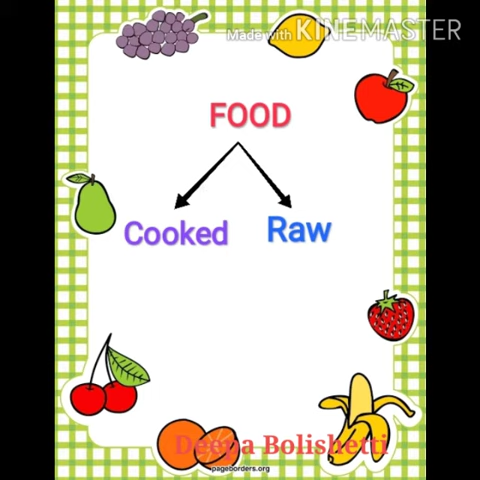 Made with KINEMASTER
FOOD
Cooked Raw
Deepa Bolishetti
pageborders.org